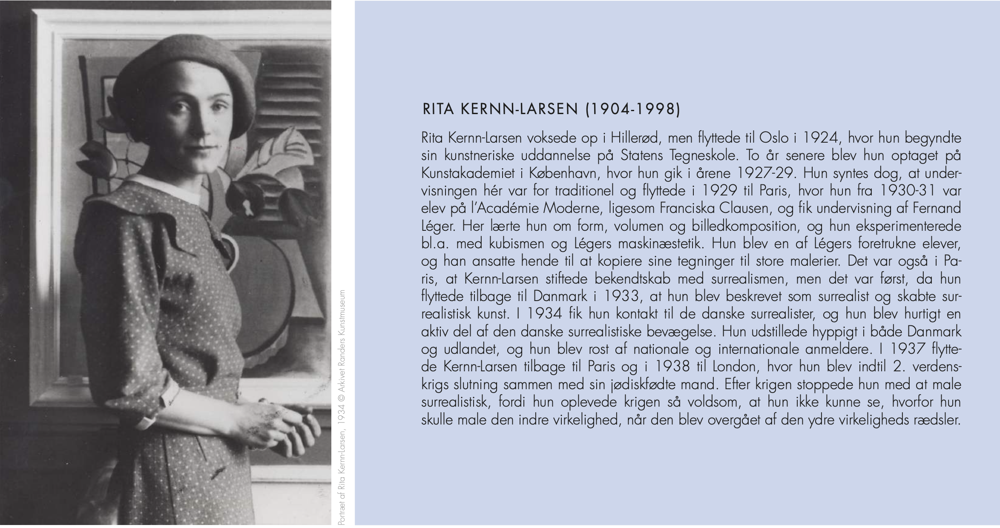 RITA KERNN-LARSEN (1904-1998)
Rita Kernn-Larsen voksede op i Hillerød, men flyttede til Oslo i 1924, hvor hun begyndte
sin kunstneriske uddannelse på Statens Tegneskole. To år senere blev hun optaget på
Kunstakademiet i København, hvor hun gik i årene 1927-29. Hun syntes dog, at under-
visningen hér var for traditionel og flyttede i 1929 til Paris, hvor hun fra 1930-31 var
elev på l'Académie Moderne, ligesom Franciska Clausen, og fik undervisning af Fernand
Léger. Her lærte hun om form, volumen og billedkomposition, og hun eksperimenterede
bl.a. med kubismen og Légers maskinæstetik. Hun blev en af Légers foretrukne elever,
og han ansatte hende til at kopiere sine tegninger til store malerier. Det var også i Pa-
ris, at Kernn-Larsen stiftede bekendtskab med surrealismen, men det var først, da hun
flyttede tilbage til Danmark i 1933, at hun blev beskrevet som surrealist og skabte sur-
realistisk kunst. I 1934 fik hun kontakt til de danske surrealister, og hun blev hurtigt en
aktiv del af den danske surrealistiske bevægelse. Hun udstillede hyppigt i både Danmark
og udlandet, og hun blev rost af nationale og internationale anmeldere. I 1937 flytte-
de Kernn-Larsen tilbage til Paris og i 1938 til London, hvor hun blev indtil 2. verdens-
krigs slutning sammen med sin jødiskfødte mand. Efter krigen stoppede hun med at male
surrealistisk, fordi hun oplevede krigen så voldsom, at hun ikke kunne se, hvorfor hun
skulle male den indre virkelighed, når den blev overgået af den ydre virkeligheds rædsler.
Portræt af Rita Kernn-Larsen, 1934 © Arkivet Randers Kunstmuseum